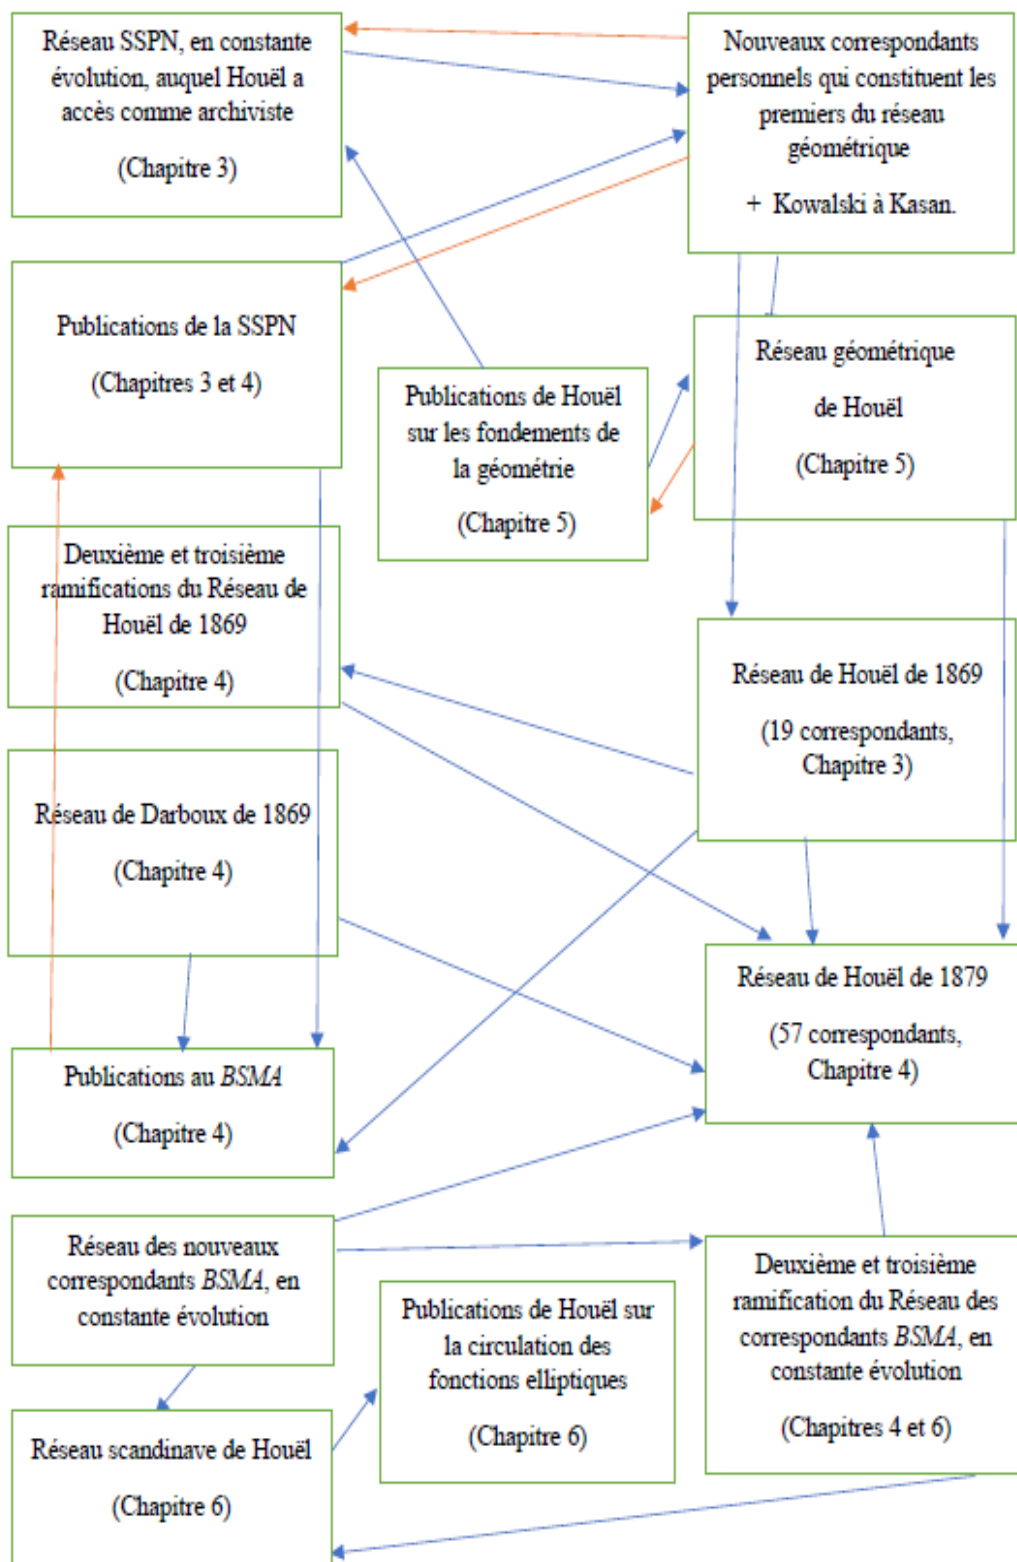 Réseau SSPN, en constante
évolution, auquel Houël a
accès comme archiviste
(Chapitre 3)
Nouveaux correspondants
personnels qui constituent les
premiers du réseau
géométrique
+ Kowalski à Kasan.
Publications de la SSPN
(Chapitres 3 et 4)
Publications de Houël
sur les fondements de
la géométrie
(Chapitre 5)
Réseau géométrique
de Houël
(Chapitre 5)
Deuxième et troisième
ramifications du Réseau de
Houël de 1869
(Chapitre 4)
Réseau de Houël de 1869
(19 correspondants,
Chapitre 3)
Réseau de Darboux de 1869
(Chapitre 4)
Réseau de Houël de 1879
(57 correspondants,
Chapitre 4)
Publications au BSMA
(Chapitre 4)
Réseau des nouveaux
correspondants BSMA, en
constante évolution
Publications de Houël sur
la circulation des
fonctions elliptiques
(Chapitre 6)
Deuxième et troisième
ramification du Réseau des
correspondants BSMA, en
constante évolution
(Chapitres 4 et 6)
Réseau scandinave de Houël
(Chapitre 6)